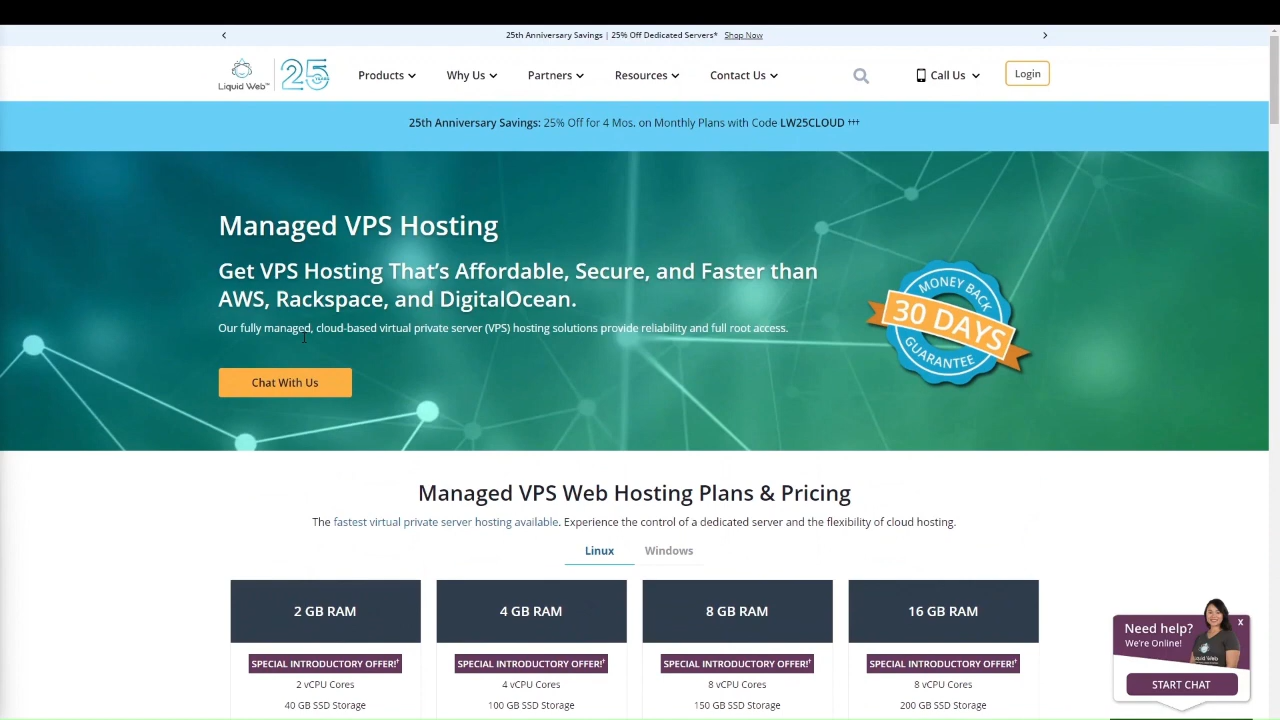 25th Anniversary Savings | 25% Off Dedicated Servers* Shop Now
Liquid Web™ 25 YEARS
Products Why Us Partners Resources Contact Us Call Us Login
25th Anniversary Savings: 25% Off for 4 Mos. on Monthly Plans with Code LW25CLOUD †††
Managed VPS Hosting
Get VPS Hosting That's Affordable, Secure, and Faster than
AWS, Rackspace, and DigitalOcean.
Our fully managed, cloud-based virtual private server (VPS) hosting solutions provide reliability and full root access.
Chat With Us
MONEY BACK
30 DAYS
GUARANTEE
Managed VPS Web Hosting Plans & Pricing
The fastest virtual private server hosting available. Experience the control of a dedicated server and the flexibility of cloud hosting.
Linux Windows
2 GB RAM 4 GB RAM 8 GB RAM 16 GB RAM
SPECIAL INTRODUCTORY OFFER!† SPECIAL INTRODUCTORY OFFER!† SPECIAL INTRODUCTORY OFFER!† SPECIAL INTRODUCTORY OFFER!†
2 vCPU Cores 4 vCPU Cores 8 vCPU Cores 8 vCPU Cores
40 GB SSD Storage 100 GB SSD Storage 150 GB SSD Storage 200 GB SSD Storage
Need help? X
We're Online!
Liquid Web
START CHAT